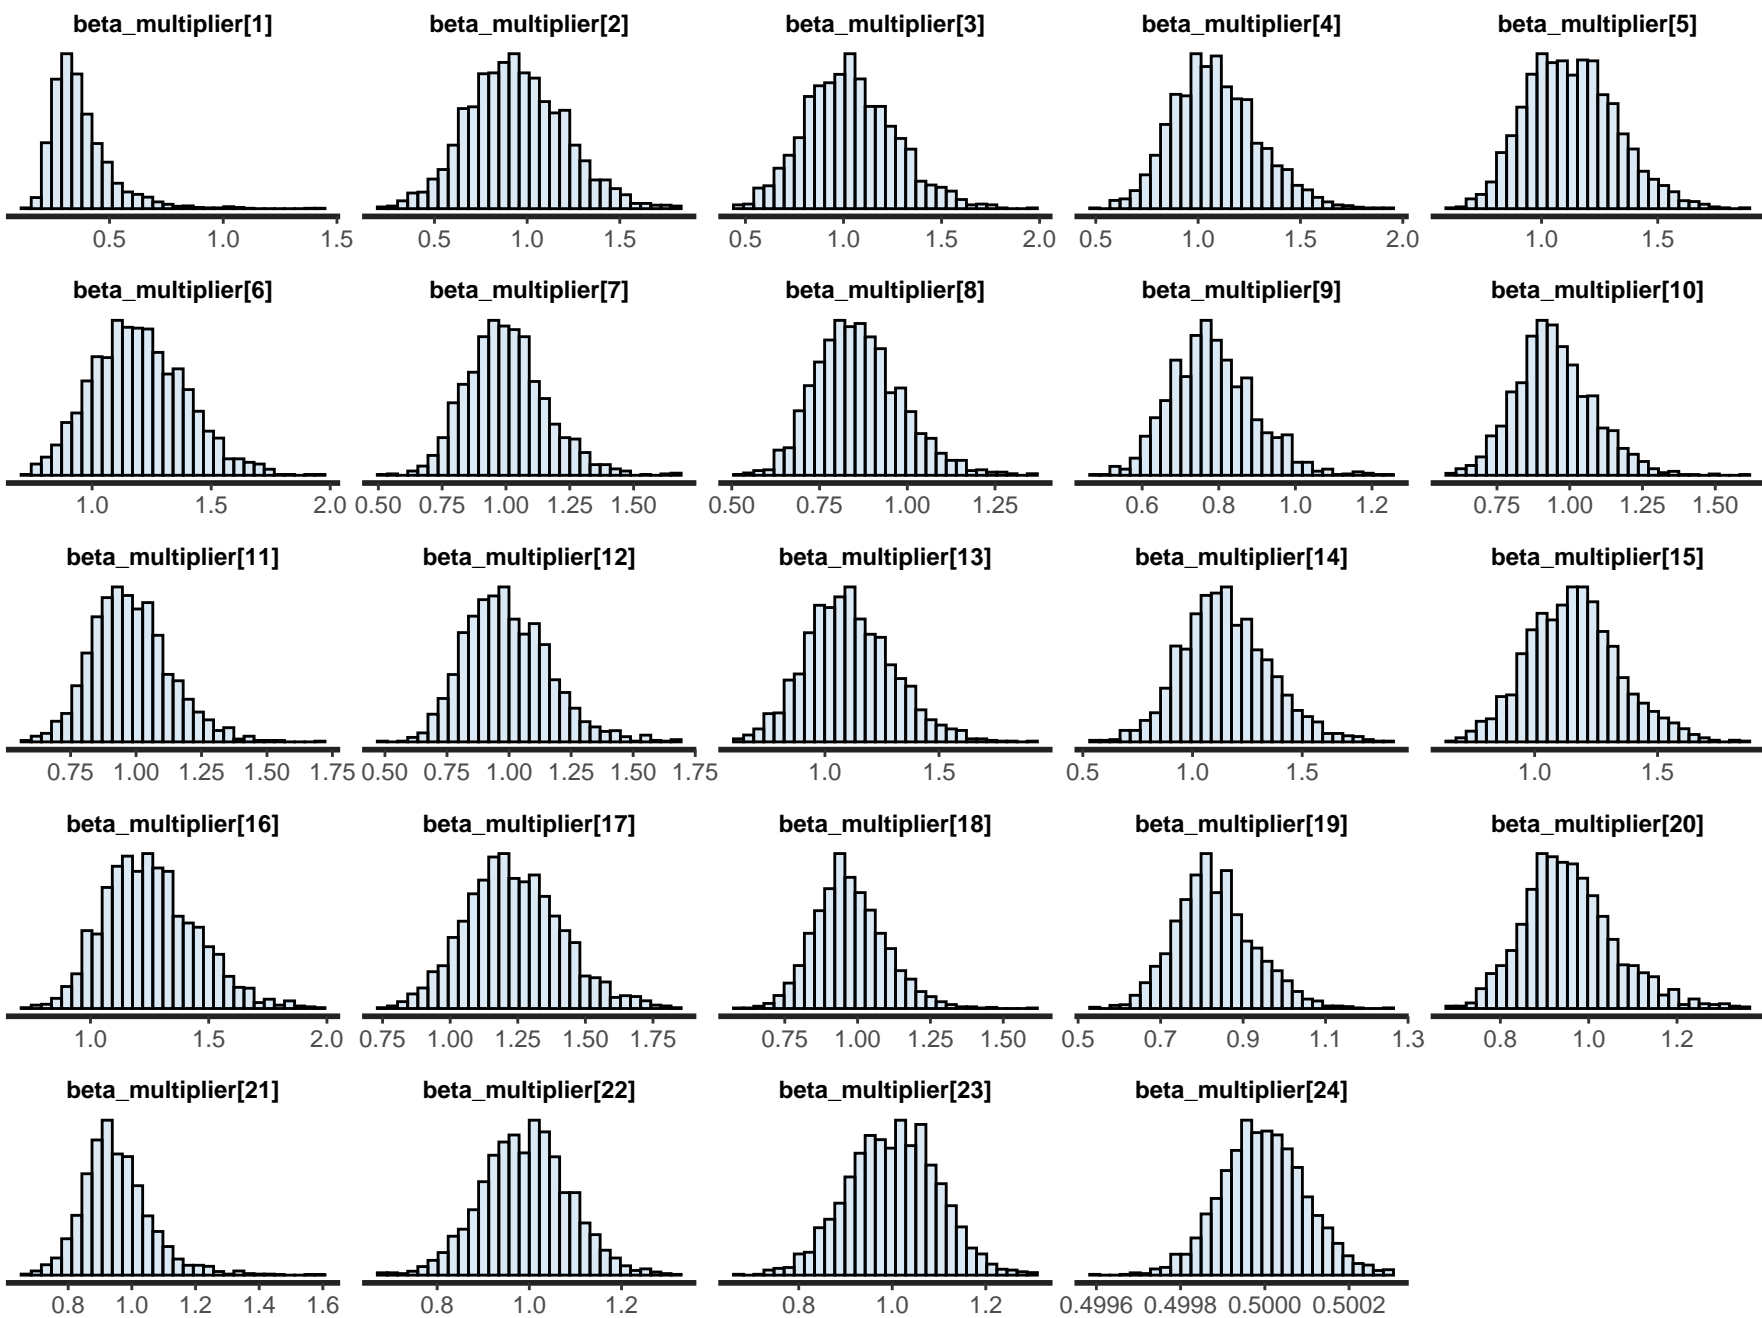 beta_multiplier[1] beta_multiplier[2] beta_multiplier[3] beta_multiplier[4] beta_multiplier[5]
0.5 1.0 1.5 0.5 1.0 1.5 0.5 1.0 1.5 2.0 0.5 1.0 1.5 2.0 1.0 1.5
beta_multiplier[6] beta_multiplier[7] beta_multiplier[8] beta_multiplier[9] beta_multiplier[10]
1.0 1.5 2.0 0.50 0.75 1.00 1.25 1.50 0.50 0.75 1.00 1.25 0.6 0.8 1.0 1.2 0.75 1.00 1.25 1.50
beta_multiplier[11] beta_multiplier[12] beta_multiplier[13] beta_multiplier[14] beta_multiplier[15]
0.75 1.00 1.25 1.50 1.75 0.50 0.75 1.00 1.25 1.50 1.75 1.0 1.5 0.5 1.0 1.5 1.0 1.5
beta_multiplier[16] beta_multiplier[17] beta_multiplier[18] beta_multiplier[19] beta_multiplier[20]
1.0 1.5 2.0 0.75 1.00 1.25 1.50 1.75 0.75 1.00 1.25 1.50 0.5 0.7 0.9 1.1 1.3 0.8 1.0 1.2
beta_multiplier[21] beta_multiplier[22] beta_multiplier[23] beta_multiplier[24]
0.8 1.0 1.2 1.4 1.6 0.8 1.0 1.2 0.8 1.0 1.2 0.4996 0.4998 0.5000 0.5002